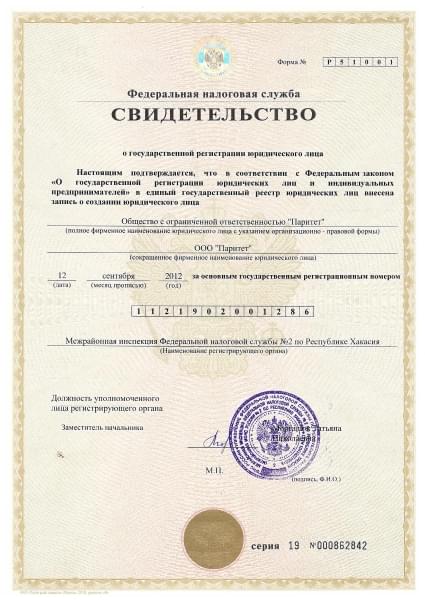 Форма № Р 5 1 0 0 1
Федеральная налоговая служба
СВИДЕТЕЛЬСТВО
о государственной регистрации юридического лица
Настоящим подтверждается, что в соответствии с Федеральным законом
«О государственной регистрации юридических лиц и индивидуальных
предпринимателей» в единый государственный реестр юридических лиц внесена
запись о создании юридического лица
Общество с ограниченной ответственностью "Паритет"
(полное фирменное наименование юридического лица с указанием организационно - правовой формы)
ООО "Паритет"
(сокращенное фирменное наименование юридического лица)
12 сентября 2012 за основным государственным регистрационным номером
(дата) (месяц прописью) (год)
1 1 2 1 9 0 2 0 0 1 2 8 6
Межрайонная инспекция Федеральной налоговой службы №2 по Республике Хакасия
(Наименование регистрирующего органа)
Должность уполномоченного
лица регистрирующего органа
Заместитель начальника
Татьяна
Николаевна
М.П.
(подпись, Ф.И.О.)
серия 19 №000862842